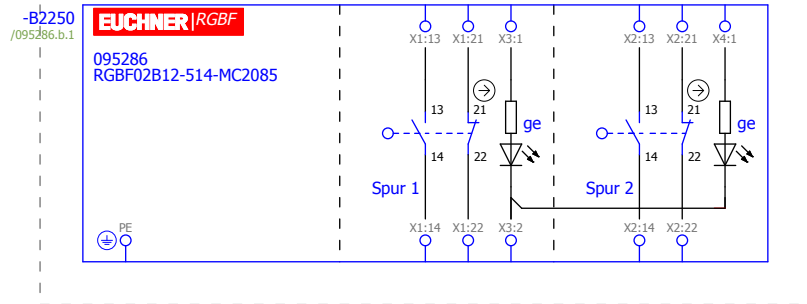 -B2250
/095286.b.1
EUCHNER RGBF
095286
RGBF02B12-514-MC2085
X1:13 X1:21 X3:1
X2:13 X2:21 X4:1
13 21
13 21
ge
ge
14 22
14 22
Spur 1
Spur 2
PE
X1:14 X1:22 X3:2
X2:14 X2:22